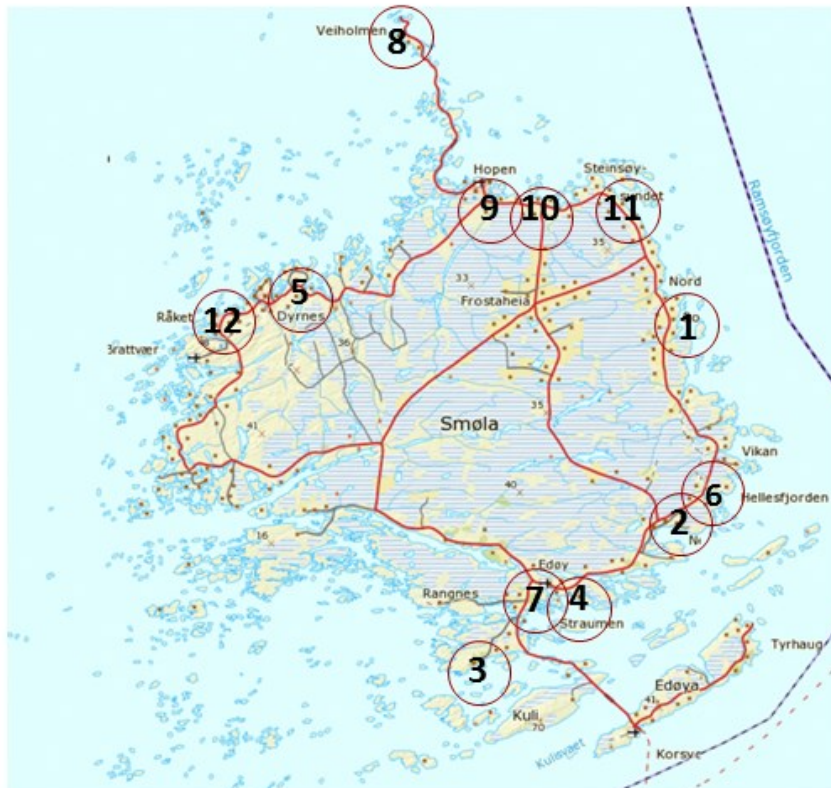 Veiholmen
8
Hopen
Steinsøy-
sundet
9
10
11
35
33
Nord
Frostaheia
Ramsøyfjorden
5
Råket
12
Dyrnes
1
Brattvær
36
41
Smøla
35
Vikan
40
6
Hellesfjorden
2
16
Edøy
Rangnes
7
4
Straumen
3
Tyrhaug
Edøya
41
Kuli
70
Kulisvaet
Korsve